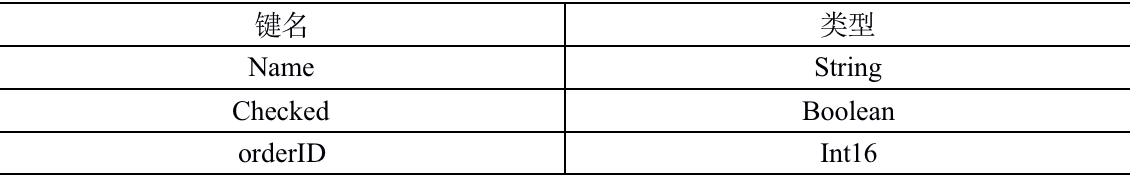 键名 类型
Name String
Checked Boolean
orderID Int16